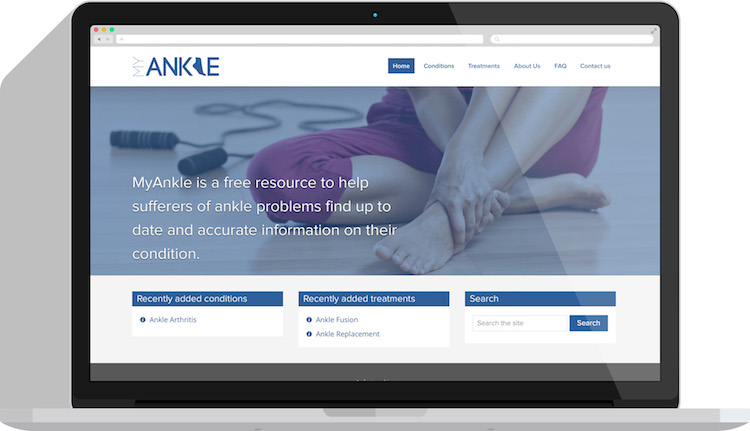 MY ANKLE
Home Conditions Treatments About Us FAQ Contact us
MyAnkle is a free resource to help
sufferers of ankle problems find up to
date and accurate information on their
condition.
Recently added conditions
Ankle Arthritis
Recently added treatments
Ankle Fusion
Ankle Replacement
Search
Search the site
Search